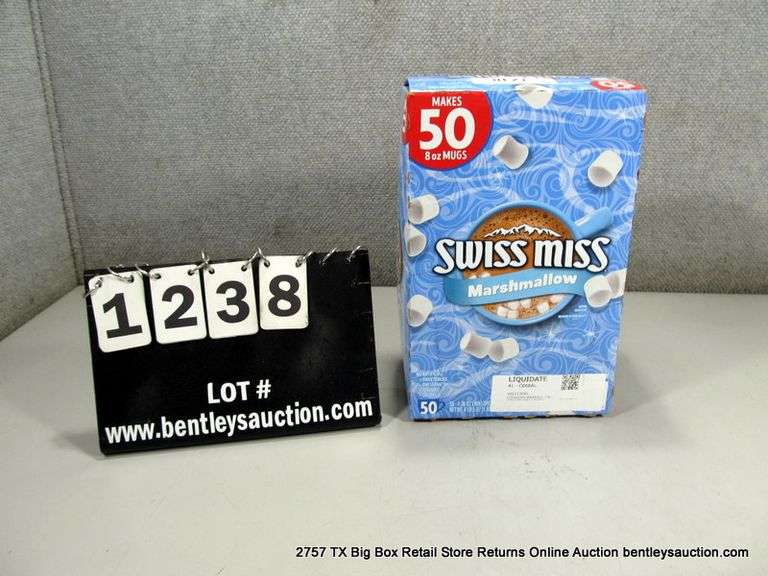 1238
LOT #
www.bentleysauction.com
MAKES
50
8 oz MUGS
SWISS MISS
Marshmallow
LIQUIDATE
50
2757 TX Big Box Retail Store Returns Online Auction bentleysauction.com